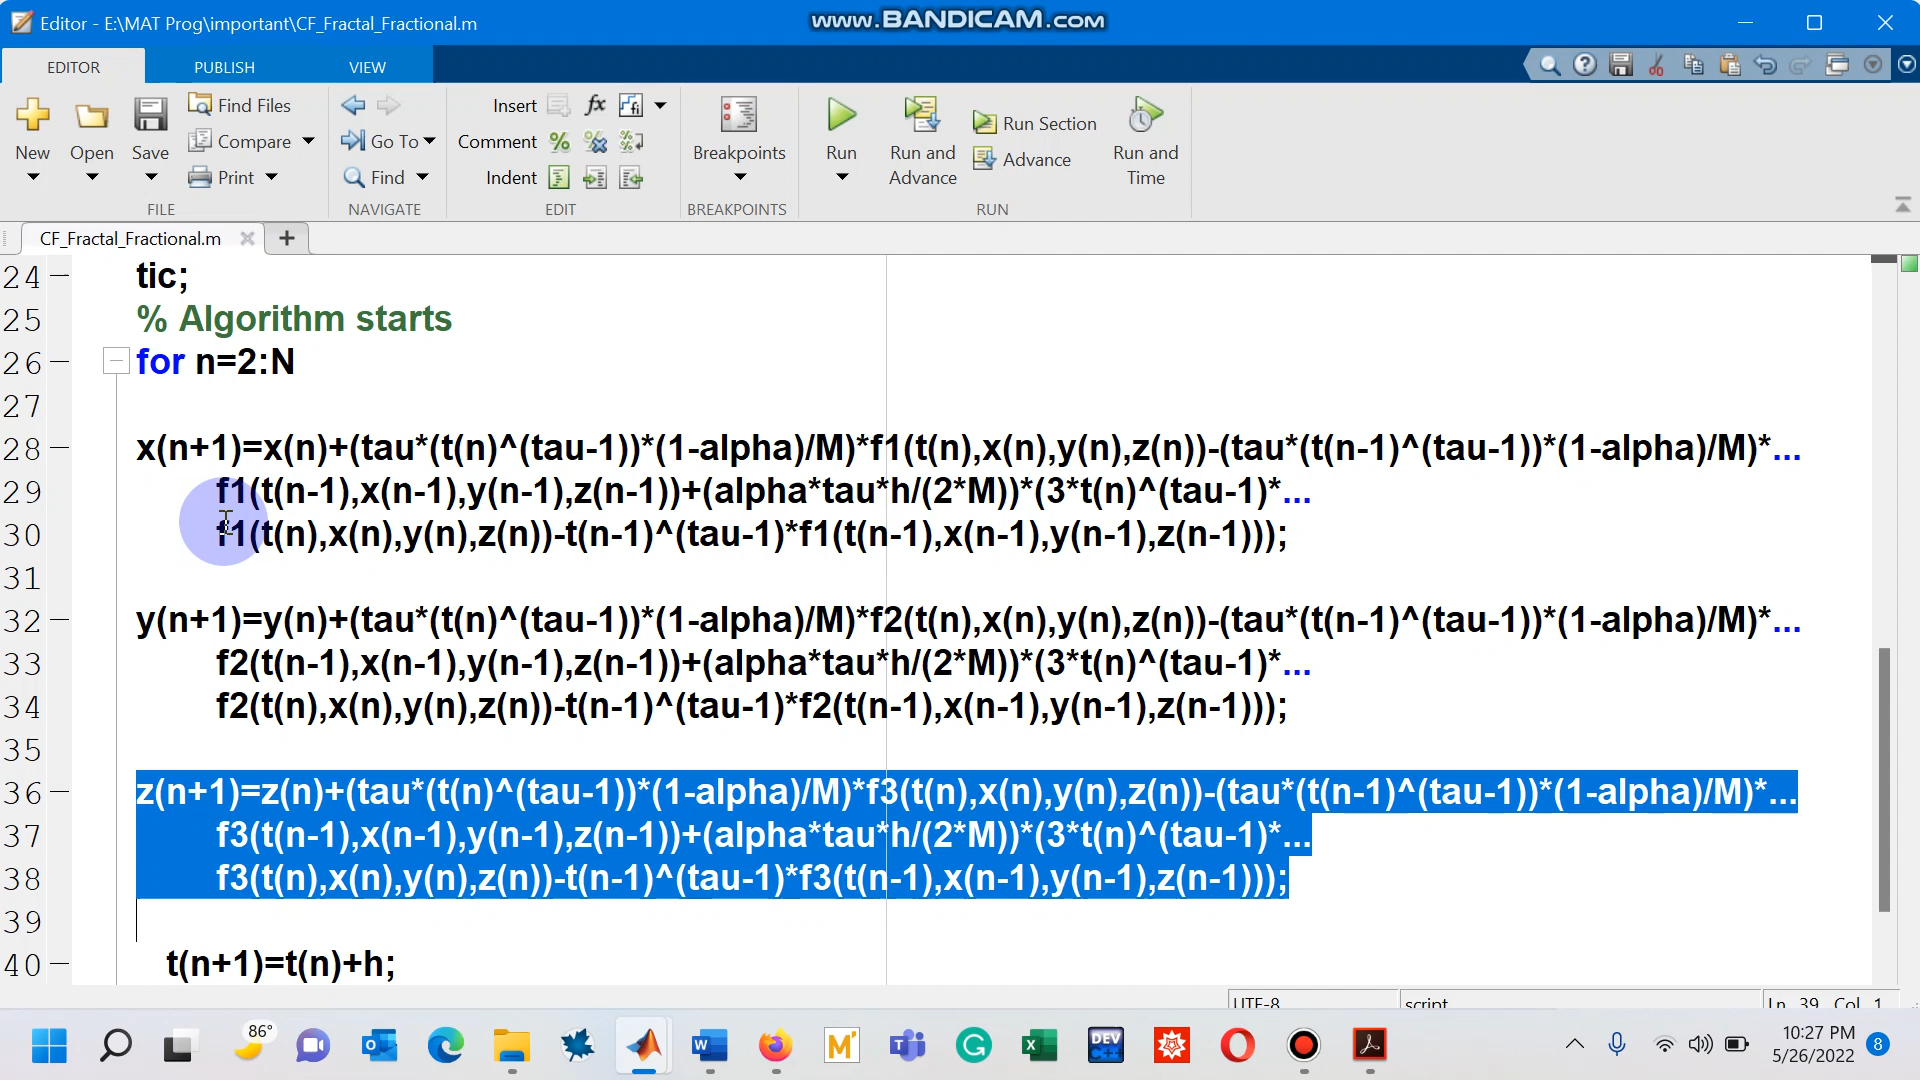 Editor - E:\MAT Prog\important\CF_Fractal_Fractional.m
www.BANDICAM.com
EDITOR PUBLISH VIEW
New
Open
Save
Find Files
Compare
Print
FILE
Go To
Find
NAVIGATE
Insert fx fi
Comment % % %
Indent
EDIT
Breakpoints
BREAKPOINTS
Run
Run and Advance
Run Section
Advance
Run and Time
RUN
CF_Fractal_Fractional.m
24 tic;
25 % Algorithm starts
26 for n=2:N
27
28 x(n+1)=x(n)+(tau*(t(n)^(tau-1))*(1-alpha)/M)*f1(t(n),x(n),y(n),z(n))-(tau*(t(n-1)^(tau-1))*(1-alpha)/M)*...
29 f1(t(n-1),x(n-1),y(n-1),z(n-1))+(alpha*tau*h/(2*M))*(3*t(n)^(tau-1)*...
30 f1(t(n),x(n),y(n),z(n))-t(n-1)^(tau-1)*f1(t(n-1),x(n-1),y(n-1),z(n-1)));
31
32 y(n+1)=y(n)+(tau*(t(n)^(tau-1))*(1-alpha)/M)*f2(t(n),x(n),y(n),z(n))-(tau*(t(n-1)^(tau-1))*(1-alpha)/M)*...
33 f2(t(n-1),x(n-1),y(n-1),z(n-1))+(alpha*tau*h/(2*M))*(3*t(n)^(tau-1)*...
34 f2(t(n),x(n),y(n),z(n))-t(n-1)^(tau-1)*f2(t(n-1),x(n-1),y(n-1),z(n-1)));
35
36 z(n+1)=z(n)+(tau*(t(n)^(tau-1))*(1-alpha)/M)*f3(t(n),x(n),y(n),z(n))-(tau*(t(n-1)^(tau-1))*(1-alpha)/M)*...
37 f3(t(n-1),x(n-1),y(n-1),z(n-1))+(alpha*tau*h/(2*M))*(3*t(n)^(tau-1)*...
38 f3(t(n),x(n),y(n),z(n))-t(n-1)^(tau-1)*f3(t(n-1),x(n-1),y(n-1),z(n-1)));
39
40 t(n+1)=t(n)+h;
UTF-8 script Ln 39 Col 1
86°
DEV C++
10:27 PM
5/26/2022
8